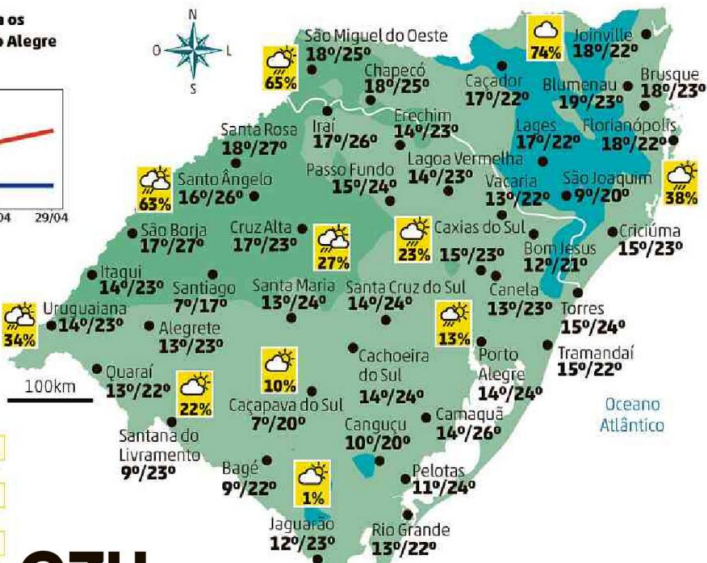 n os
o Alegre
04
29/04
N
O
L
S
São Miguel do Oeste
18º/25º
65%
Chapecó
18º/25º
74%
Joinville
18º/22º
Caçador
17º/22º
Blumenau
19º/23º
Brusque
18º/23º
Iraí
17º/26º
Erechim
14º/23º
Lages
17º/22º
Florianópolis
18º/22º
Santa Rosa
18º/27º
Passo Fundo
15º/24º
Lagoa Vermelha
14º/23º
Vacaria
13º/22º
São Joaquim
9º/20º
38%
63%
Santo Ângelo
16º/26º
São Borja
17º/27º
Cruz Alta
17º/23º
27%
23%
Caxias do Sul
15º/23º
Bom Jesus
12º/21º
Criciúma
15º/23º
Itaqui
14º/23º
Santiago
7º/17º
Santa Maria
13º/24º
Santa Cruz do Sul
14º/24º
Canela
13º/23º
Torres
15º/24º
Uruguaiana
14º/23º
34%
Alegrete
13º/23º
13%
Porto
Alegre
14º/24º
Tramandaí
15º/22º
Quaraí
13º/22º
100km
22%
10%
Cachoeira
do Sul
14º/24º
Caçapava do Sul
7º/20º
Camaquã
14º/26º
Oceano
Atlântico
Santana do
Livramento
9º/23º
Canguçu
10º/20º
Bagé
9º/22º
1%
Pelotas
11º/24º
Jaguarão
12º/23º
Rio Grande
13º/22º